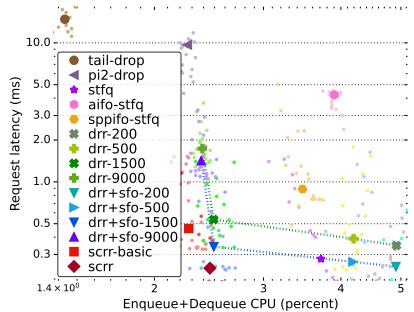 Request latency (ms)
10.0
5.0
3.0
2.0
1.0
0.5
0.3
tail-drop
pi2-drop
stfq
aifo-stfq
sppifo-stfq
drr-200
drr-500
drr-1500
drr-9000
drr+sfo-200
drr+sfo-500
drr+sfo-1500
drr+sfo-9000
scrr-basic
scrr
1.4 × 10⁰ 2 3 4 5
Enqueue+Dequeue CPU (percent)